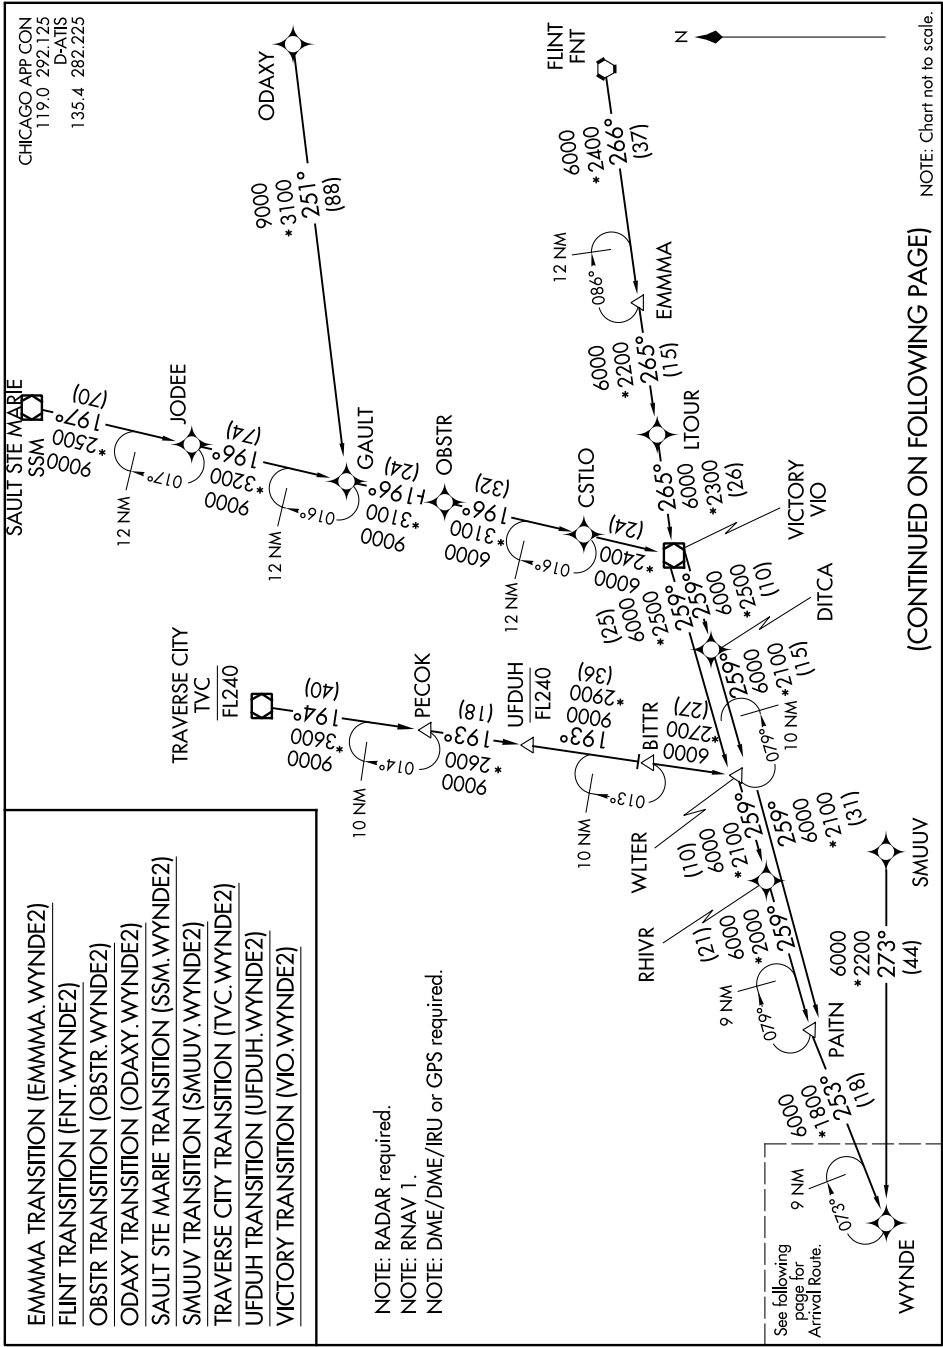 EMMMA TRANSITION (EMMMA.WYNDE2)
FLINT TRANSITION (FNT.WYNDE2)
OBSTR TRANSITION (OBSTR.WYNDE2)
ODAXY TRANSITION (ODAXY.WYNDE2)
SAULT STE MARIE TRANSITION (SSM.WYNDE2)
SMUUV TRANSITION (SMUUV.WYNDE2)
TRAVERSE CITY TRANSITION (TVC.WYNDE2)
UFDUH TRANSITION (UFDUH.WYNDE2)
VICTORY TRANSITION (VIO.WYNDE2)
CHICAGO APP CON
119.0 292.125
D-ATIS
135.4 282.225
NOTE: RADAR required.
NOTE: RNAV 1.
NOTE: DME/DME/IRU or GPS required.
SAULT STE MARIE
SSM
9000
*2500
197°
(70)
12 NM
017°
JODEE
9000
*3200
196°
(74)
12 NM
016°
ODAXY
9000
*3100
251°
(88)
GAULT
9000
*3100
196°
(24)
OBSTR
6000
*3100
196°
(32)
12 NM
016°
CSTLO
6000
*2400
(24)
TRAVERSE CITY
TVC
FL240
9000
*3600
194°
(40)
10 NM
014°
PECOK
9000
*2600
193°
(18)
UFDUH
FL240
193°
9000
*2900
(36)
10 NM
013°
BITTR
6000
*2700
(27)
FLINT
FNT
6000
*2400
266°
(37)
12 NM
086°
EMMMA
6000
*2200
265°
(15)
LTOUR
265°
6000
*2300
(26)
VICTORY
VIO
(25)
6000
*2500
259°
259°
6000
*2500
(10)
DITCA
259°
6000
*2100
(15)
10 NM
079°
WLTER
(10)
6000
*2100
259°
RHIVR
(21)
6000
*2000
259°
259°
6000
*2100
(31)
9 NM
079°
PAITN
6000
*1800
253°
(18)
SMUUV
6000
*2200
273°
(44)
9 NM
073°
WYNDE
See following
page for
Arrival Route.
N
NOTE: Chart not to scale.
(CONTINUED ON FOLLOWING PAGE)